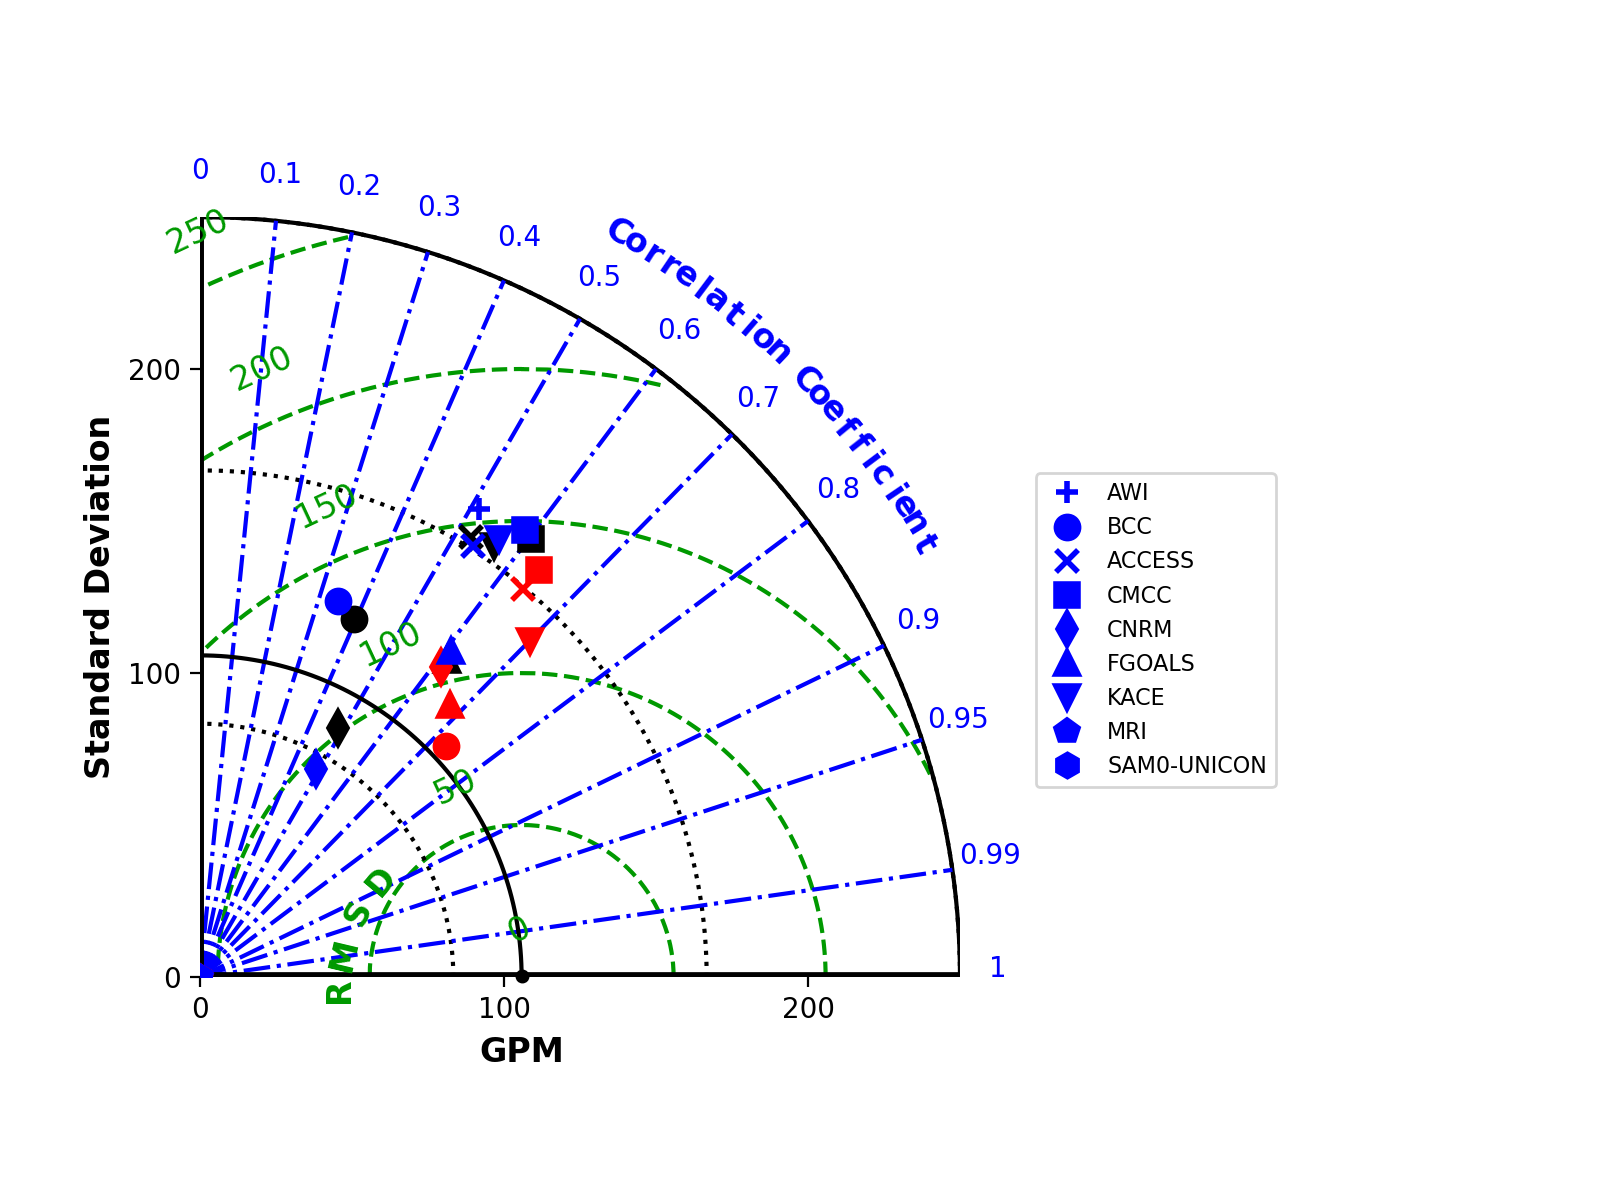 0
0.1
0.2
0.3
0.4
0.5
0.6
0.7
0.8
0.9
0.95
0.99
1
Correlation Coefficient
250
200
150
100
50
0
RMSD
Standard Deviation
200
100
0
0
100
200
GPM
AWI
BCC
ACCESS
CMCC
CNRM
FGOALS
KACE
MRI
SAM0-UNICON